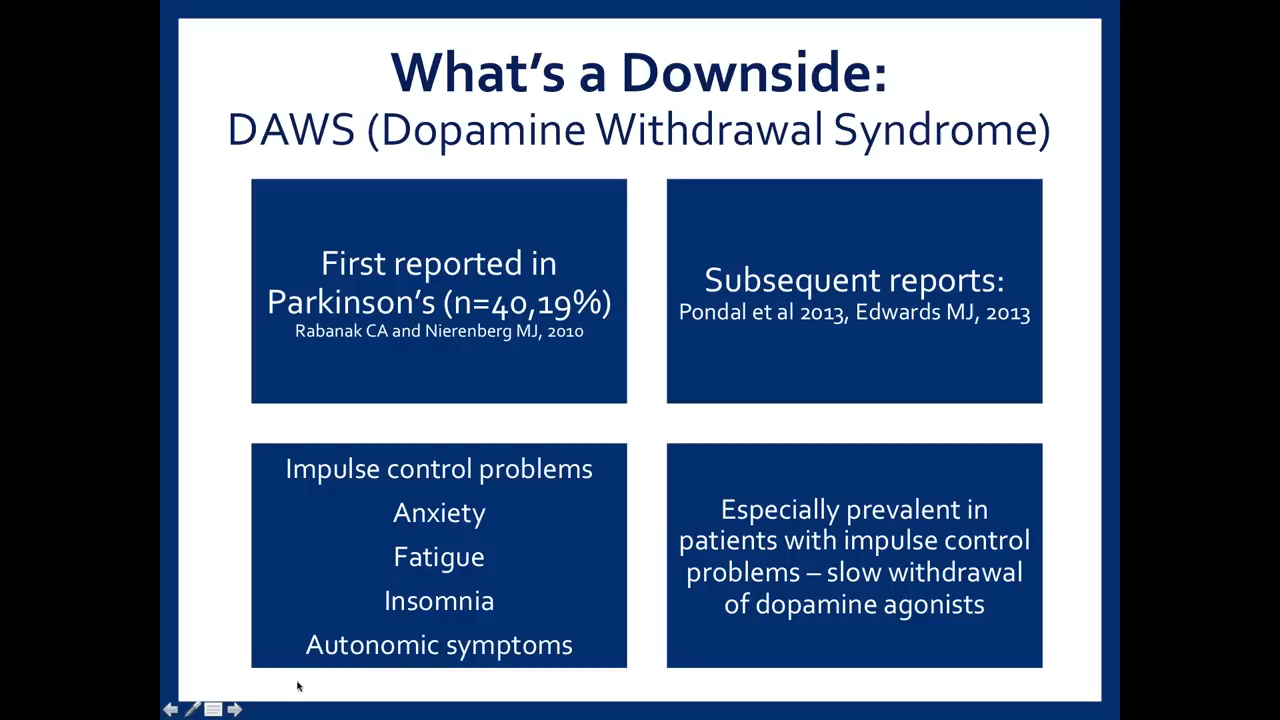 What's a Downside:
DAWS (Dopamine Withdrawal Syndrome)
First reported in
Parkinson's (n=40,19%)
Rabanak CA and Nierenberg MJ, 2010
Subsequent reports:
Pondal et al 2013, Edwards MJ, 2013
Impulse control problems
Anxiety
Fatigue
Insomnia
Autonomic symptoms
Especially prevalent in
patients with impulse control
problems – slow withdrawal
of dopamine agonists